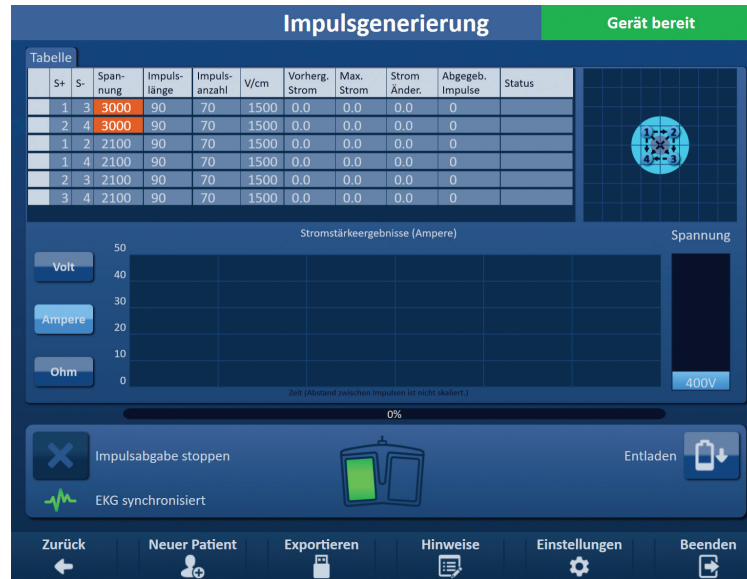 Impulsgenerierung
Gerät bereit
Tabelle
S+ S- Span-nung Impuls-länge Impuls-anzahl V/cm Vorherg. Strom Max. Strom Strom Änder. Abgegeb. Impulse Status
1 3 3000 90 70 1500 0.0 0.0 0.0 0
2 4 3000 90 70 1500 0.0 0.0 0.0 0
1 2 2100 90 70 1500 0.0 0.0 0.0 0
1 4 2100 90 70 1500 0.0 0.0 0.0 0
2 3 2100 90 70 1500 0.0 0.0 0.0 0
3 4 2100 90 70 1500 0.0 0.0 0.0 0
1 2
4 3
Stromstärkeergebnisse (Ampere)
Spannung
Volt
Ampere
Ohm
50
40
30
20
10
0
400V
Zeit (Abstand zwischen Impulsen ist nicht skaliert.)
0%
Impulsabgabe stoppen
Entladen
EKG synchronisiert
Zurück
Neuer Patient
Exportieren
Hinweise
Einstellungen
Beenden